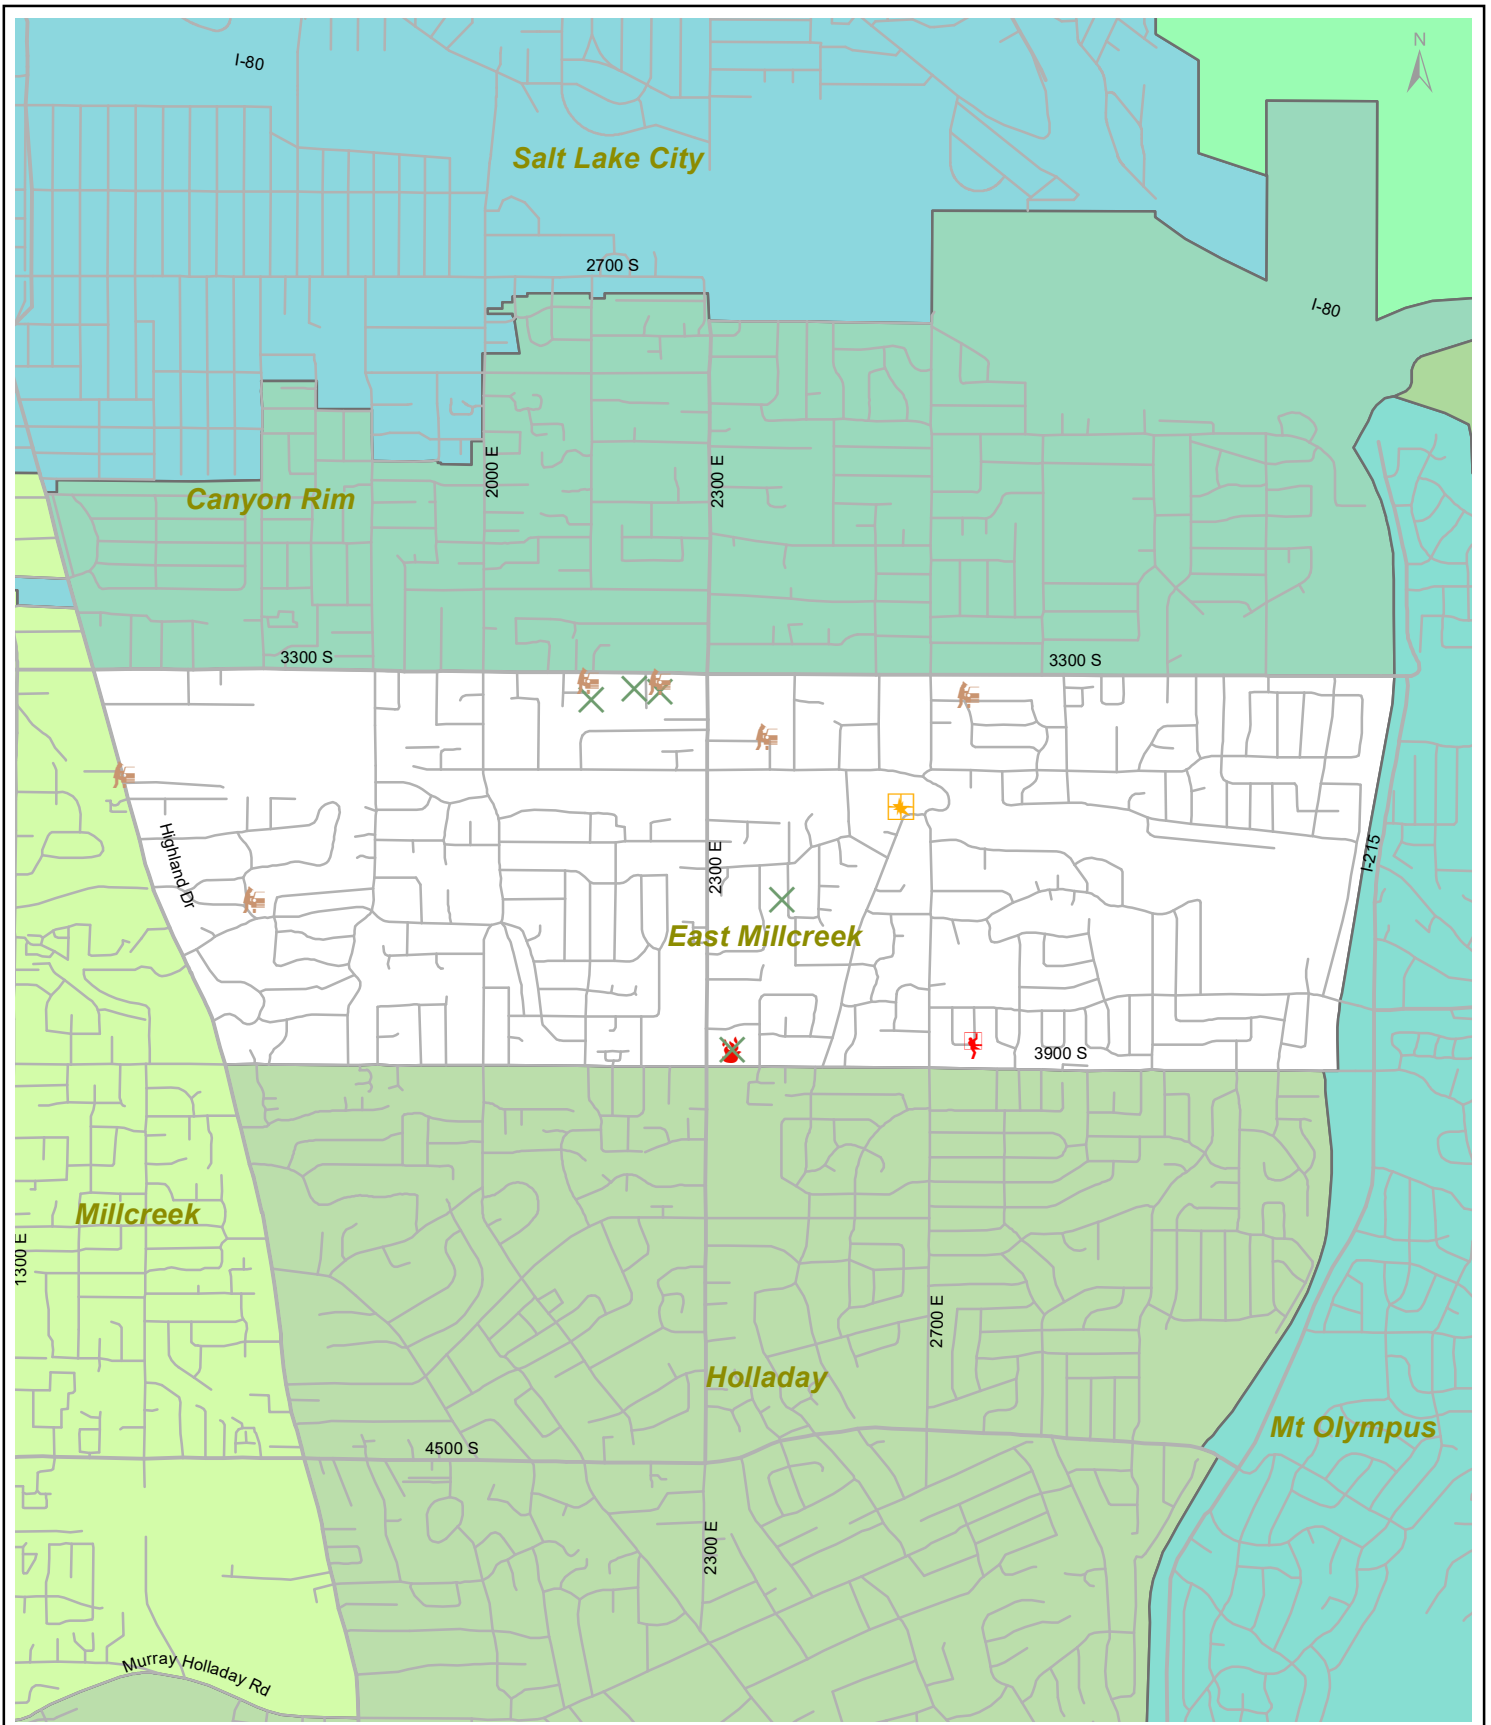 N
I-80
Salt Lake City
2700 S
I-80
2000 E
2300 E
Canyon Rim
3300 S
3300 S
Highland Dr
2300 E
I-215
East Millcreek
3900 S
Millcreek
1300 E
2700 E
Holladay
Mt Olympus
4500 S
2300 E
Murray Holladay Rd